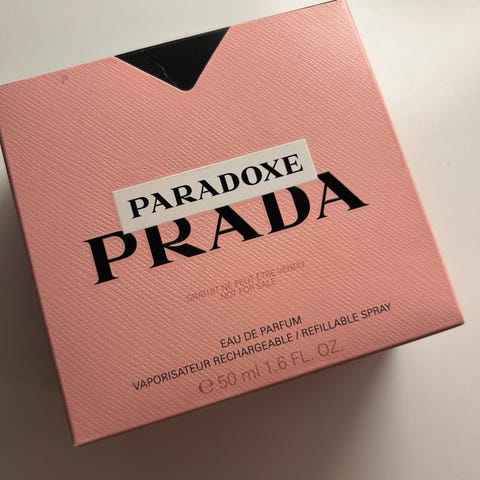 PARADOXE
PRADA
GRATUIT NE PEUT ÊTRE VENDU
NOT FOR SALE
EAU DE PARFUM
VAPORISATEUR RECHARGEABLE / REFILLABLE SPRAY
℮ 50 ml 1.6 FL. OZ.